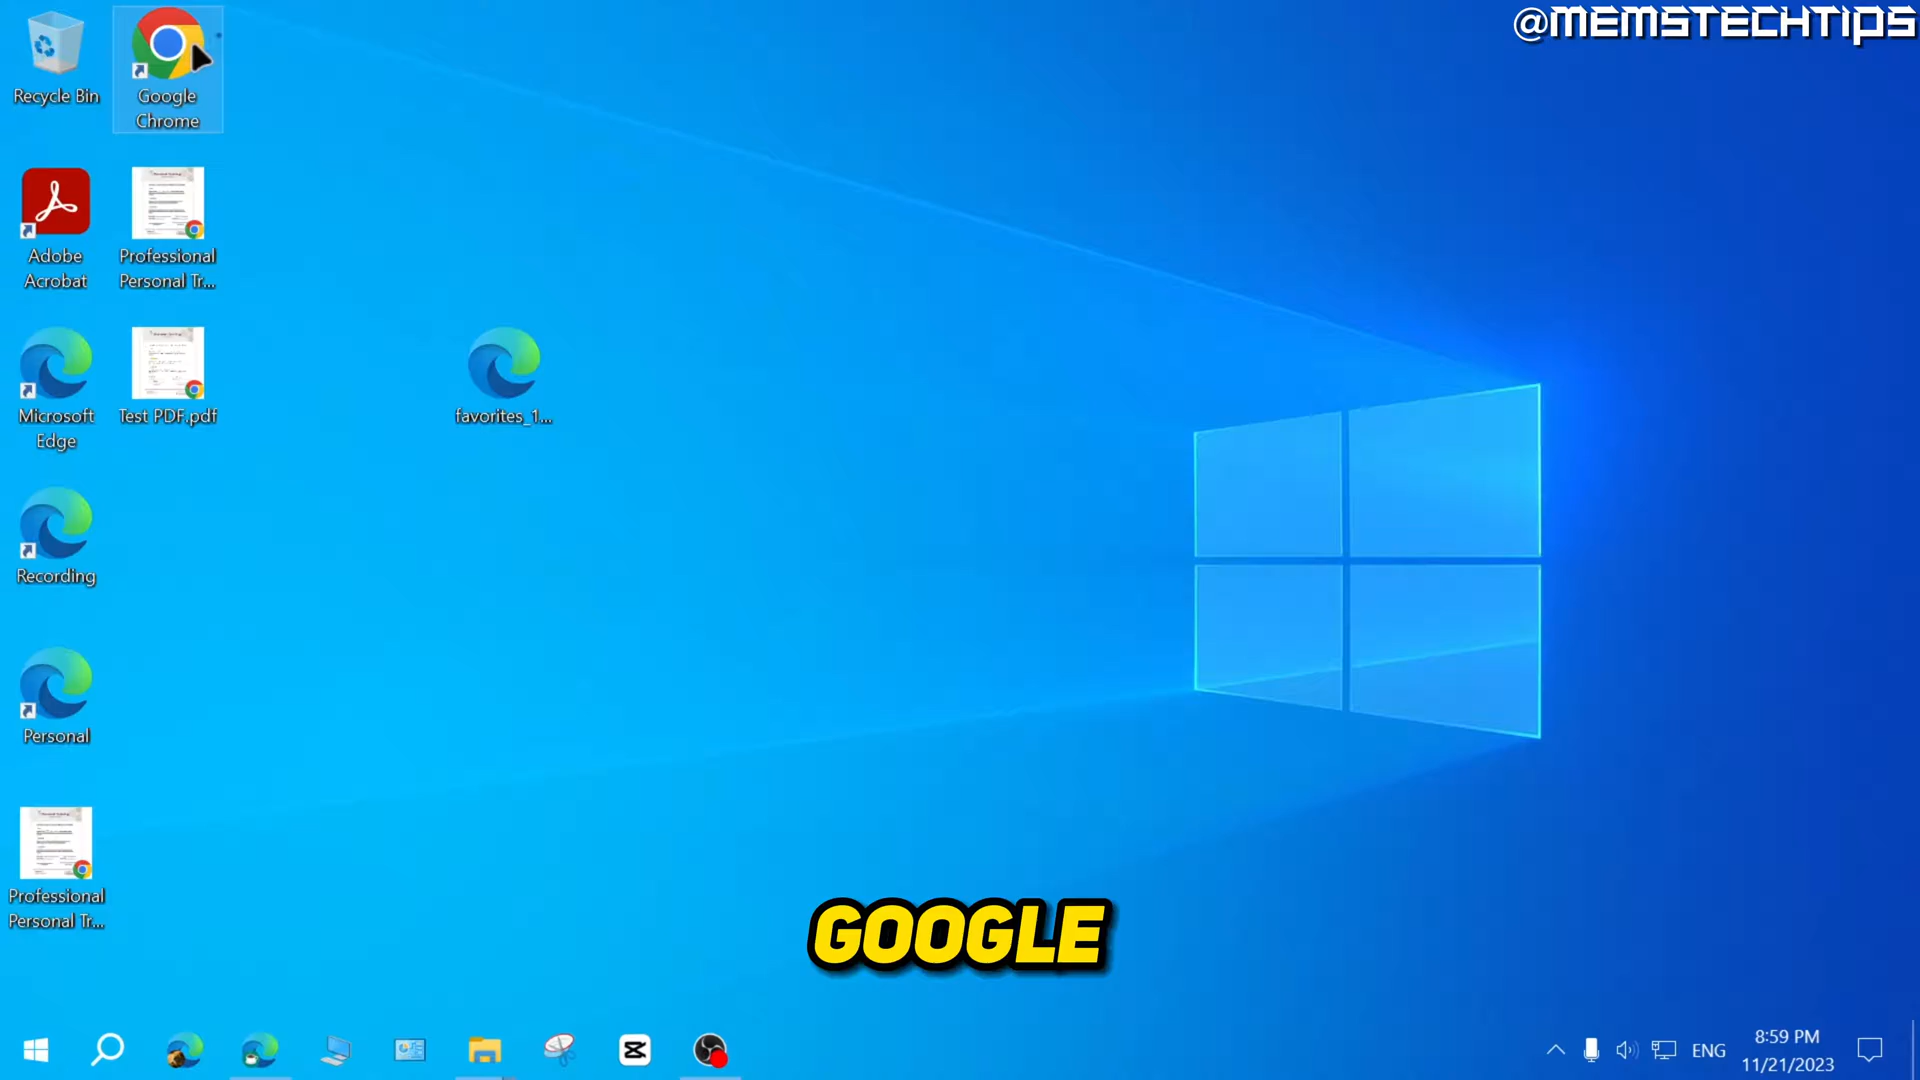 @MEMSTECHTIPS
Recycle Bin
Google
Chrome
Adobe
Acrobat
Professional
Personal Tr...
Microsoft
Edge
Test PDF.pdf
favorites_1...
Recording
Personal
Professional
Personal Tr...
GOOGLE
ENG
8:59 PM
11/21/2023